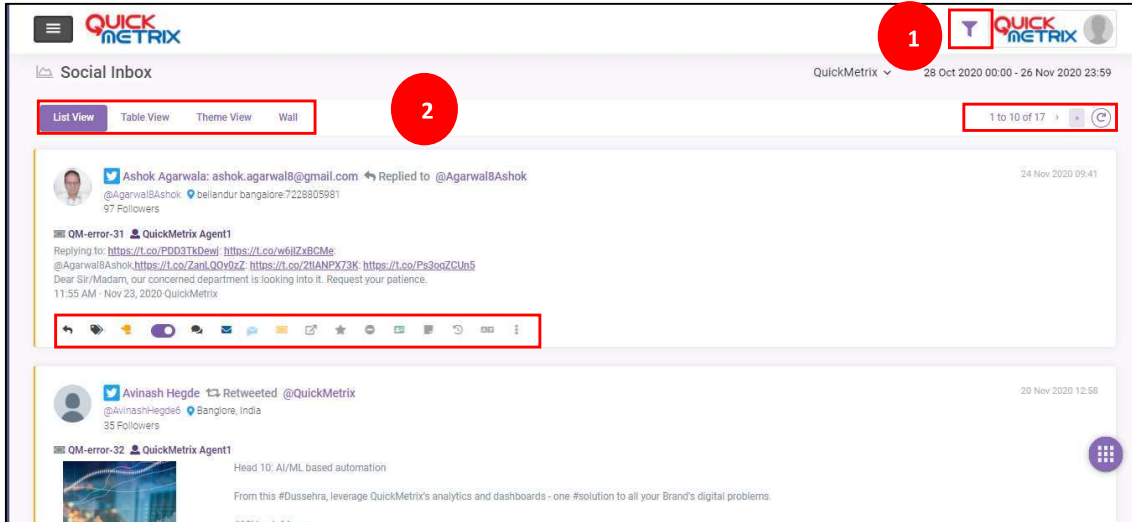 QUICK METRIX
1
QUICK METRIX
Social Inbox
QuickMetrix
28 Oct 2020 00:00 - 26 Nov 2020 23:59
List View Table View Theme View Wall
2
1 to 10 of 17 ›
Ashok Agarwala: ashok.agarwal8@gmail.com Replied to @Agarwal8Ashok
24 Nov 2020 09:41
@Agarwal8Ashok bellandur:bangalore:7228805981
97 Followers
QM-error-31 QuickMetrix Agent1
Replying to: https://t.co/PDD3TkDewj: https://t.co/w6jlZxBCMe:
@Agarwal8Ashok,https://t.co/ZanLQOy0zZ: https://t.co/2tIANPX73K: https://t.co/Ps3oqZCUn5
Dear Sir/Madam, our concerned department is looking into it. Request your patience.
11:55 AM - Nov 23, 2020·QuickMetrix
Avinash Hegde Retweeted @QuickMetrix
20 Nov 2020 12:58
@AvinashHegde6 Banglore, India
35 Followers
QM-error-32 QuickMetrix Agent1
Head 10: AI/ML based automation
From this #Dussehra, leverage QuickMetrix's analytics and dashboards - one #solution to all your Brand's digital problems.